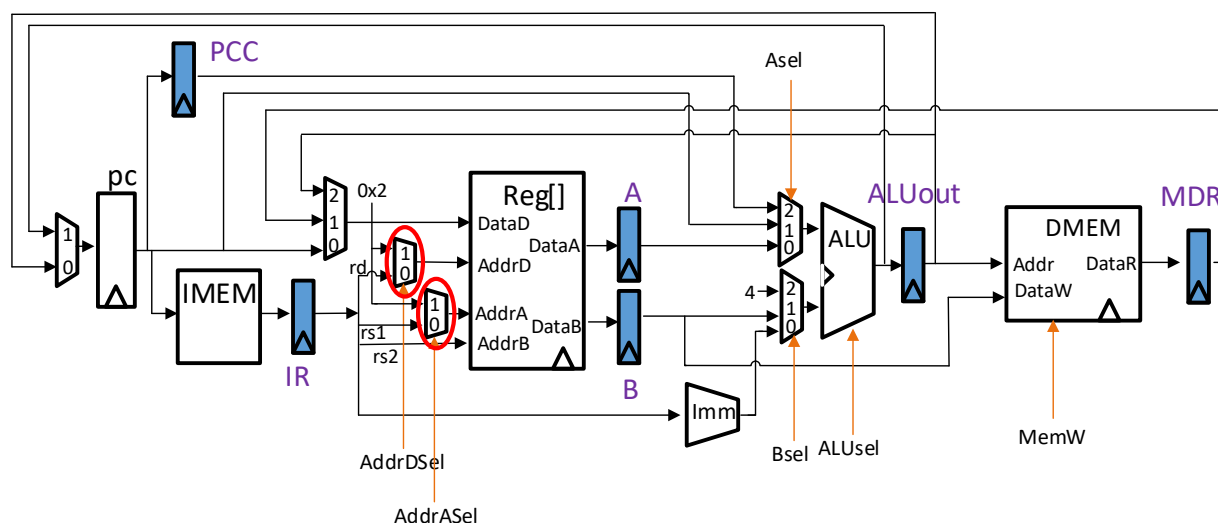 PCC
Asel
pc
0x2
Reg[]
A
ALUout
MDR
2
1
0
DataD
DataA
2
1
0
ALU
DMEM
1
0
rd
1
0
AddrD
Addr
DataR
IMEM
1
0
AddrA
DataB
4
2
1
0
DataW
rs1
AddrB
rs2
IR
B
Imm
AddrDSel
Bsel
ALUsel
MemW
AddrASel